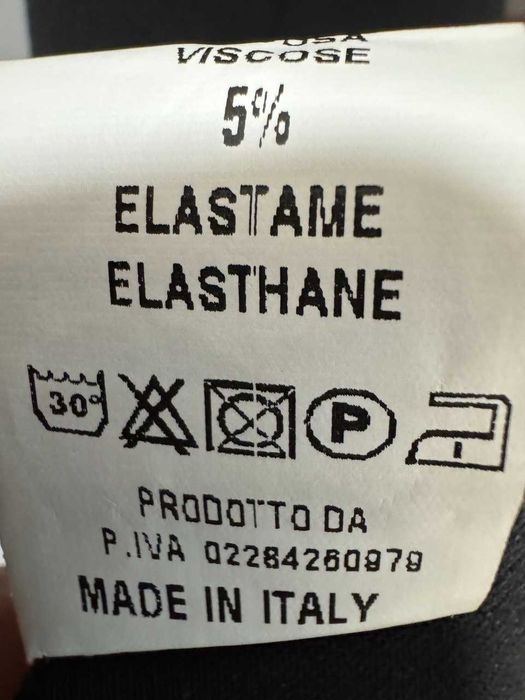 VISCOSE
5%
ELASTAME
ELASTHANE
30°
P
PRODOTTO DA
P.IVA 02284260979
MADE IN ITALY